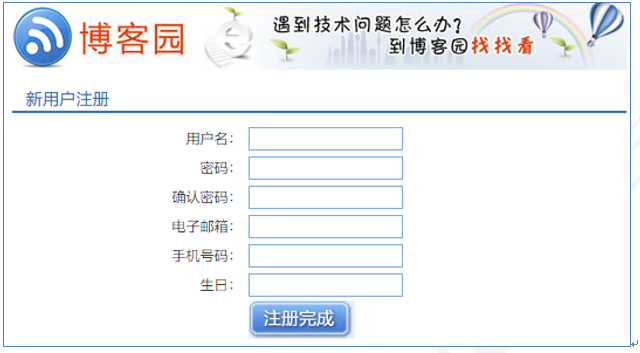 博客园
遇到技术问题怎么办?
到博客园找找看
新用户注册
用户名:
密码:
确认密码:
电子邮箱:
手机号码:
生日:
注册完成